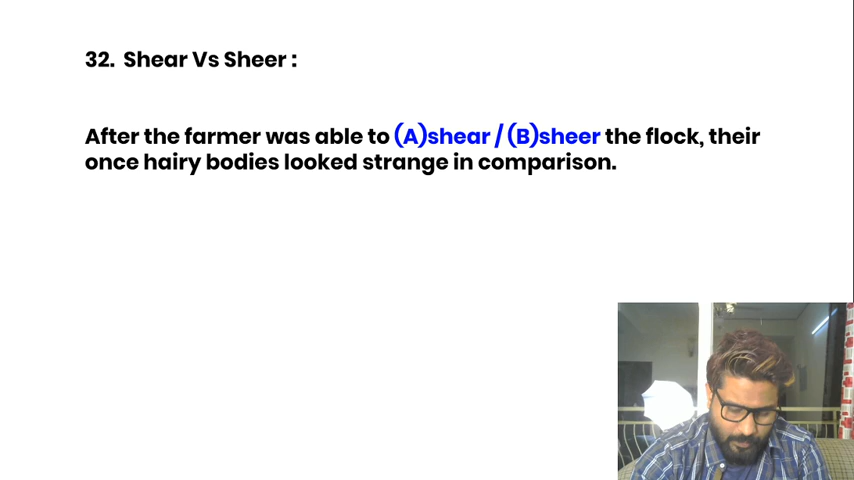 32. Shear Vs Sheer :
After the farmer was able to (A)shear / (B)sheer the flock, their
once hairy bodies looked strange in comparison.